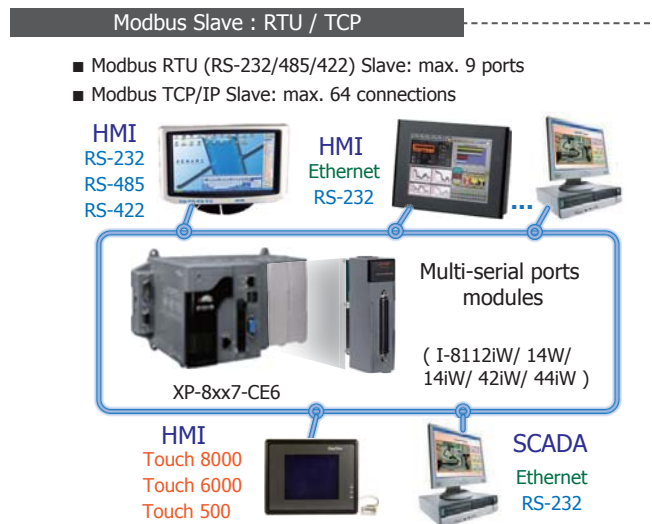 Modbus Slave : RTU / TCP
■ Modbus RTU (RS-232/485/422) Slave: max. 9 ports
■ Modbus TCP/IP Slave: max. 64 connections
HMI
RS-232
RS-485
RS-422
HMI
Ethernet
RS-232
...
Multi-serial ports
modules
( I-8112iW/ 14W/
14iW/ 42iW/ 44iW )
XP-8xx7-CE6
HMI
Touch 8000
Touch 6000
Touch 500
SCADA
Ethernet
RS-232